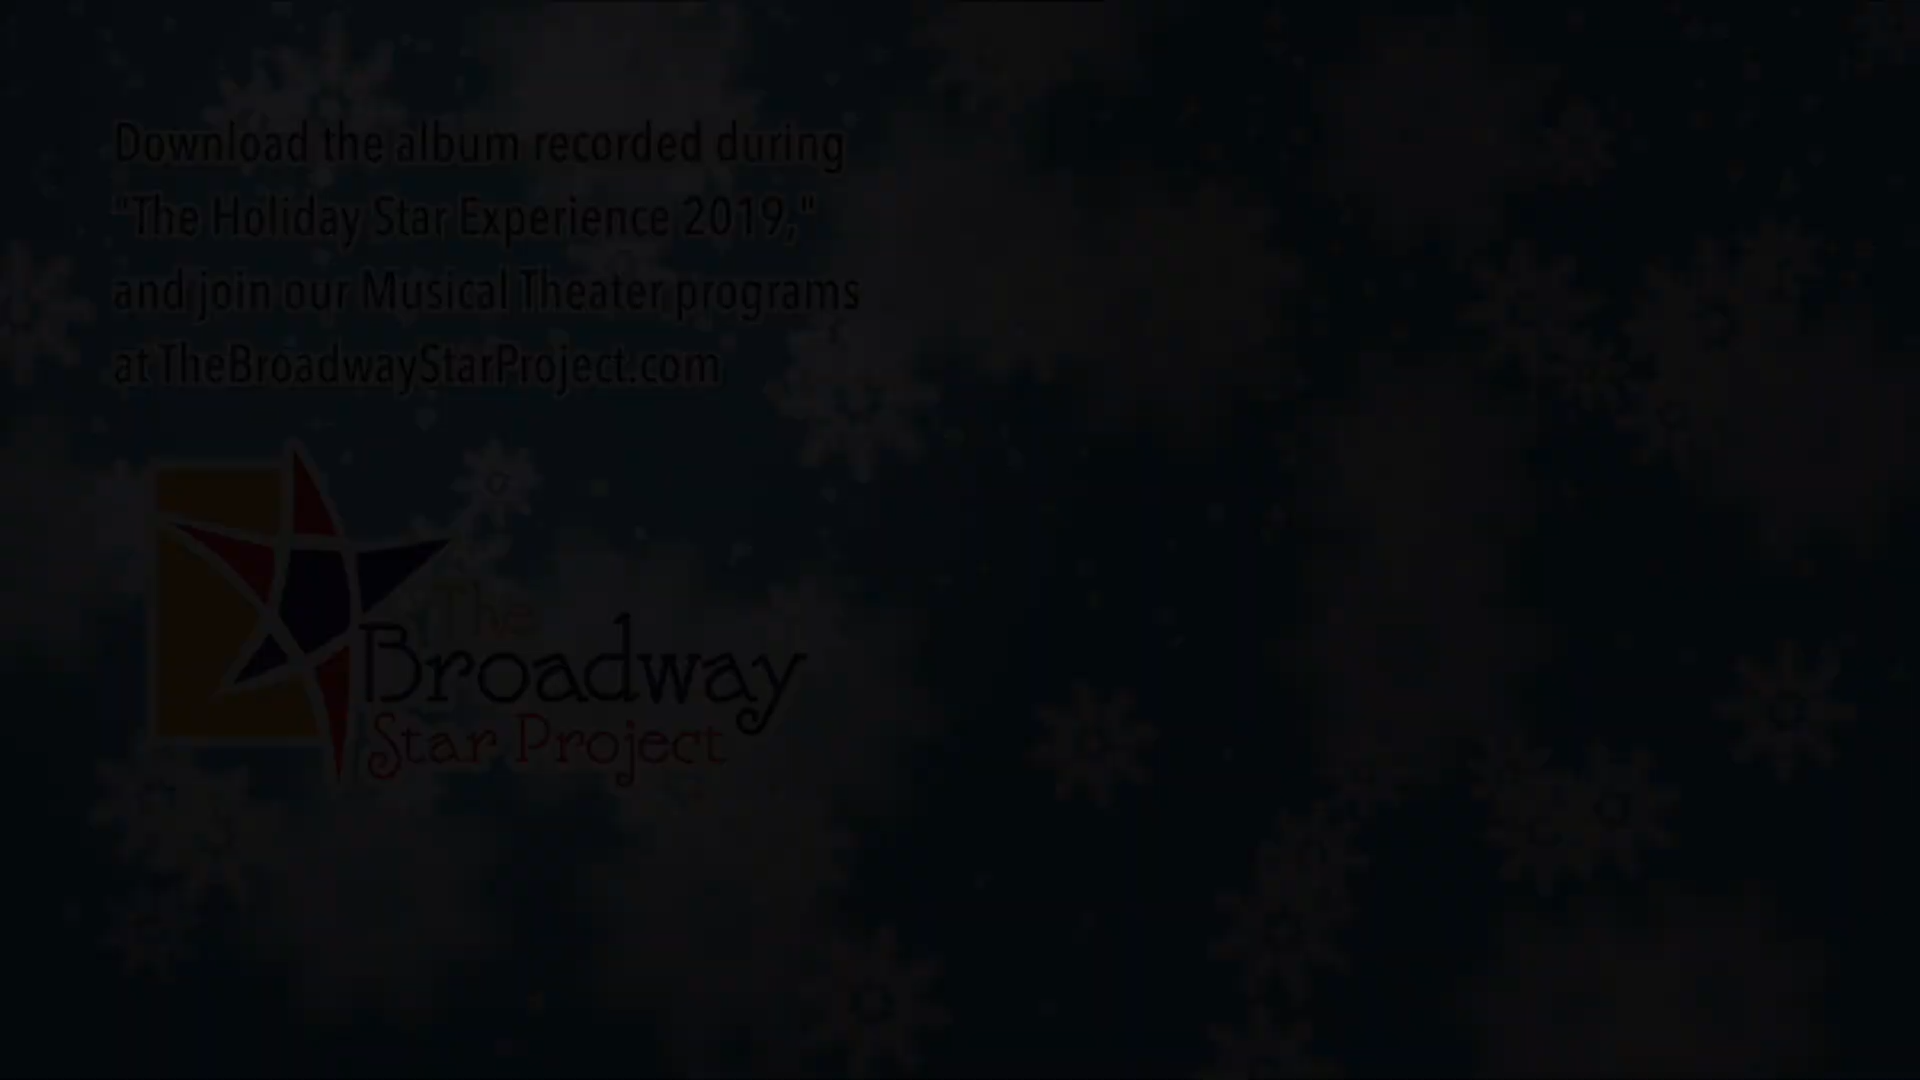 Download the album recorded during
"The Holiday Star Experience 2019,"
and join our Musical Theater programs
at TheBroadwayStarProject.com
The
Broadway
Star Project